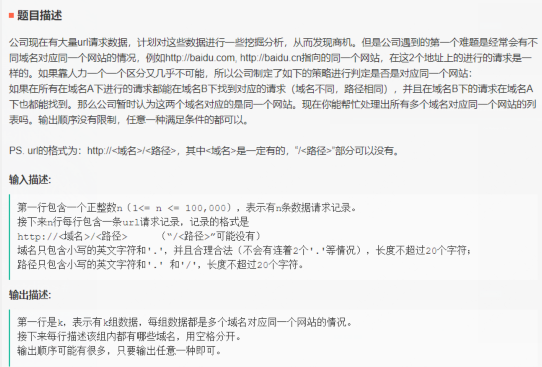 题目描述
公司现在有大量url请求数据，计划对这些数据进行一些挖掘分析，从而发现商机。但是公司遇到的第一个难题是经常会有不
同域名对应同一个网站的情况，例如http://baidu.com, http://baidu.cn指向的同一个网站，在这2个地址上的进行的请求是一
样的。如果靠人力一个一个区分又几乎不可能，所以公司制定了如下的策略进行判定是否是对应同一个网站：
如果在所有在域名A下进行的请求都能在域名B下找到对应的请求（域名不同，路径相同），并且在域名B下的请求在域名A
下也都能找到。那么公司暂时认为这两个域名对应的是同一个网站。现在你能帮忙处理出所有多个域名对应同一个网站的列
表吗。输出顺序没有限制，任意一种满足条件的都可以。
PS. url的格式为：http://<域名>/<路径>，其中<域名>是一定有的，"/<路径>"部分可以没有。
输入描述:
第一行包含一个正整数n（1<= n <= 100,000），表示有n条数据请求记录。
接下来n行每行包含一条url请求记录，记录的格式是
http://<域名>/<路径> （“/<路径>”可能没有）
域名只包含小写的英文字符和'.'，并且合理合法（不会有连着2个'.'等情况），长度不超过20个字符；
路径只包含小写的英文字符和'.' 和'/'，长度不超过20个字符。
输出描述:
第一行是k，表示有k组数据，每组数据都是多个域名对应同一个网站的情况。
接下来每行描述该组内都有哪些域名，用空格分开。
输出顺序可能有很多，只要输出任意一种即可。